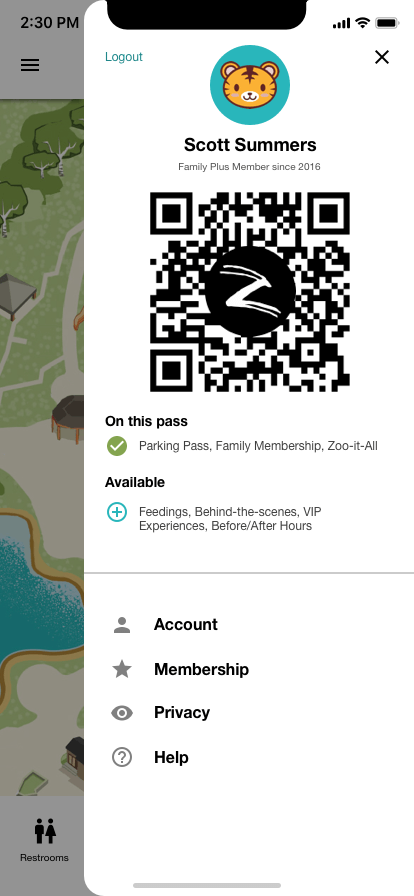 2:30 PM
Logout
Scott Summers
Family Plus Member since 2016
Z
On this pass
Parking Pass, Family Membership, Zoo-it-All
Available
Feedings, Behind-the-scenes, VIP
Experiences, Before/After Hours
Account
Membership
Privacy
Help
Restrooms